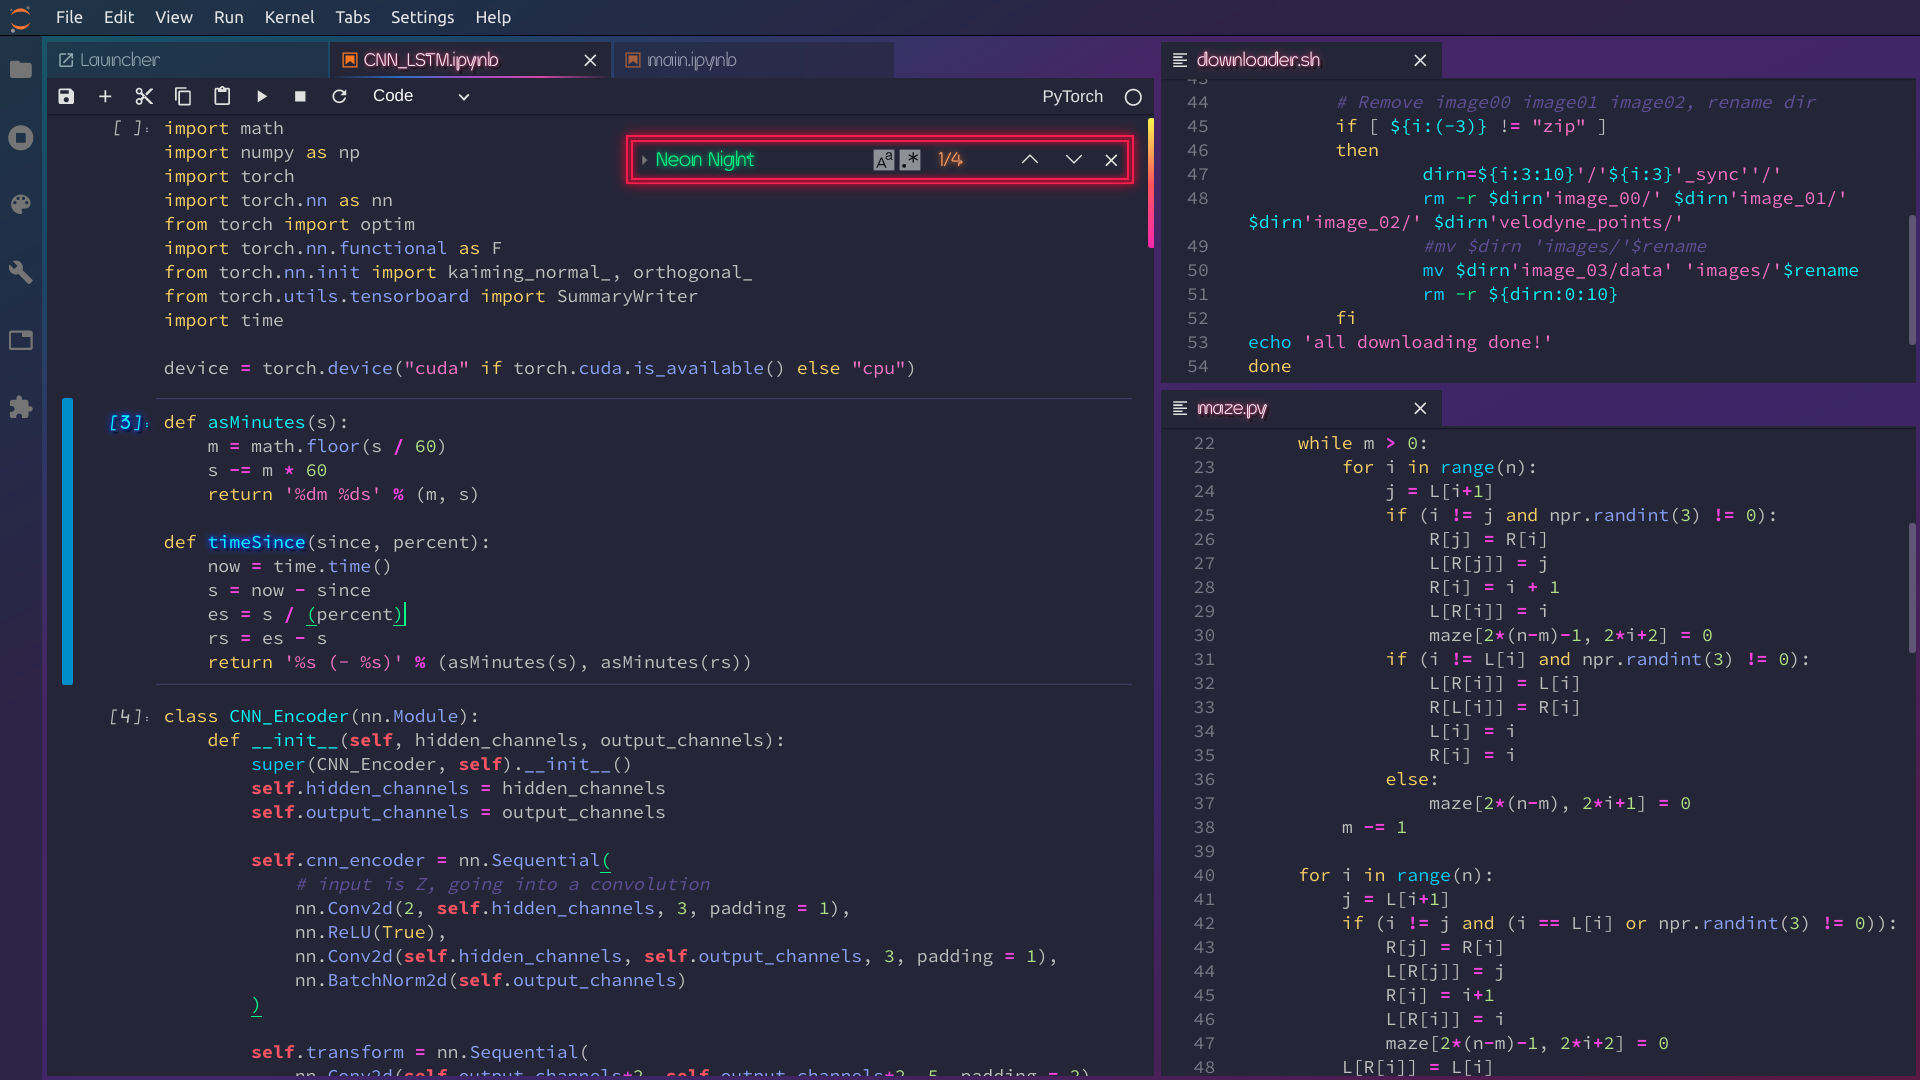 File Edit View Run Kernel Tabs Settings Help
Launcher
CNN_LSTM.ipynb
main.ipynb
Code
PyTorch
Neon Night
1/4
[ ]:
import math
import numpy as np
import torch
import torch.nn as nn
from torch import optim
import torch.nn.functional as F
from torch.nn.init import kaiming_normal_, orthogonal_
from torch.utils.tensorboard import SummaryWriter
import time
device = torch.device("cuda" if torch.cuda.is_available() else "cpu")
[3]:
def asMinutes(s):
    m = math.floor(s / 60)
    s -= m * 60
    return '%dm %ds' % (m, s)
def timeSince(since, percent):
    now = time.time()
    s = now - since
    es = s / (percent)
    rs = es - s
    return '%s (- %s)' % (asMinutes(s), asMinutes(rs))
[4]:
class CNN_Encoder(nn.Module):
    def __init__(self, hidden_channels, output_channels):
        super(CNN_Encoder, self).__init__()
        self.hidden_channels = hidden_channels
        self.output_channels = output_channels
        self.cnn_encoder = nn.Sequential(
            # input is Z, going into a convolution
            nn.Conv2d(2, self.hidden_channels, 3, padding = 1),
            nn.ReLU(True),
            nn.Conv2d(self.hidden_channels, self.output_channels, 3, padding = 1),
            nn.BatchNorm2d(self.output_channels)
        )
        self.transform = nn.Sequential(
            nn.Conv2d(self.output_channels*2, self.output_channels*2, 5, padding = 2),
downloader.sh
43
44 # Remove image00 image01 image02, rename dir
45 if [ ${i:(-3)} != "zip" ]
46 then
47 dirn=${i:3:10}'/'${i:3}'_sync''/'
48 rm -r $dirn'image_00/' $dirn'image_01/'
$dirn'image_02/' $dirn'velodyne_points/'
49 #mv $dirn 'images/'$rename
50 mv $dirn'image_03/data' 'images/'$rename
51 rm -r ${dirn:0:10}
52 fi
53 echo 'all downloading done!'
54 done
maze.py
22 while m > 0:
23 for i in range(n):
24 j = L[i+1]
25 if (i != j and npr.randint(3) != 0):
26 R[j] = R[i]
27 L[R[j]] = j
28 R[i] = i + 1
29 L[R[i]] = i
30 maze[2*(n-m)-1, 2*i+2] = 0
31 if (i != L[i] and npr.randint(3) != 0):
32 L[R[i]] = L[i]
33 R[L[i]] = R[i]
34 L[i] = i
35 R[i] = i
36 else:
37 maze[2*(n-m), 2*i+1] = 0
38 m -= 1
39
40 for i in range(n):
41 j = L[i+1]
42 if (i != j and (i == L[i] or npr.randint(3) != 0)):
43 R[j] = R[i]
44 L[R[j]] = j
45 R[i] = i+1
46 L[R[i]] = i
47 maze[2*(n-m)-1, 2*i+2] = 0
48 L[R[i]] = L[i]